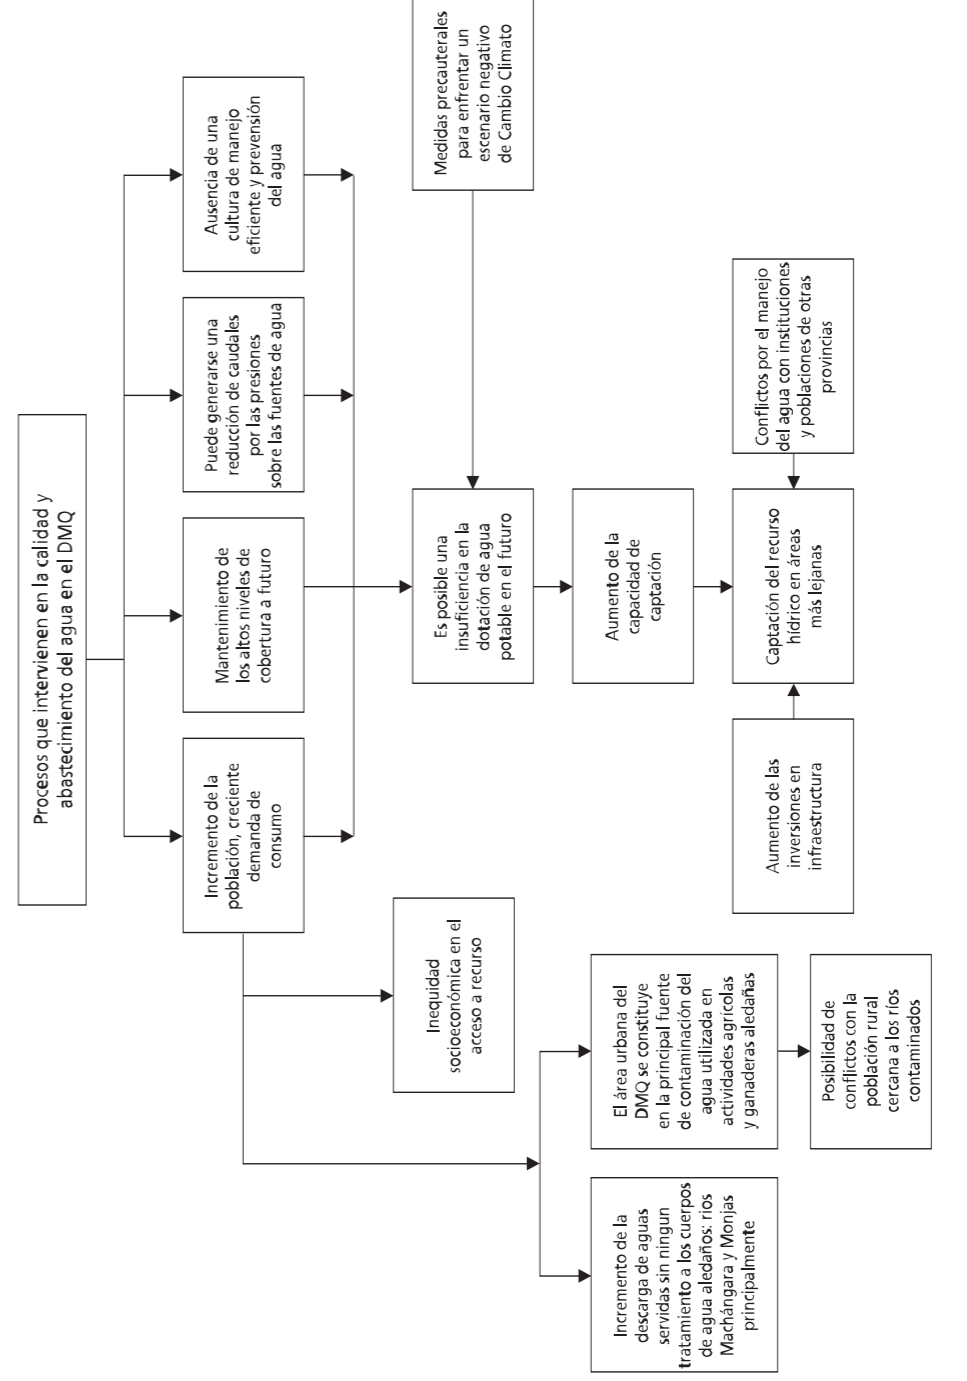 Procesos que intervienen en la calidad y
abastecimiento del agua en el DMQ
Incremento de la
población, creciente
demanda de
consumo
Mantenimiento de
los altos niveles de
cobertura a futuro
Puede generarse una
reducción de caudales
por las presiones
sobre las fuentes de agua
Ausencia de una
cultura de manejo
eficiente y prevensión
del agua
Inequidad
socioeconómica en el
acceso a recurso
Es posible una
insuficiencia en la
dotación de agua
potable en el futuro
Medidas precauterales
para enfrentar un
escenario negativo
de Cambio Climato
Incremento de la
descarga de aguas
servidas sin ningun
tratamiento a los cuerpos
de agua aledaños: rios
Machángara y Monjas
principalmente
El área urbana del
DMQ se constituye
en la principal fuente
de contaminación del
agua utilizada en
actividades agrícolas
y ganaderas aledañas
Aumento de la
capacidad de
captación
Posibilidad de
conflictos con la
población rural
cercana a los ríos
contaminados
Aumento de las
inversiones en
infraestructura
Captación del recurso
hídrico en áreas
más lejanas
Conflictos por el manejo
del agua con instituciones
y poblaciones de otras
provincias